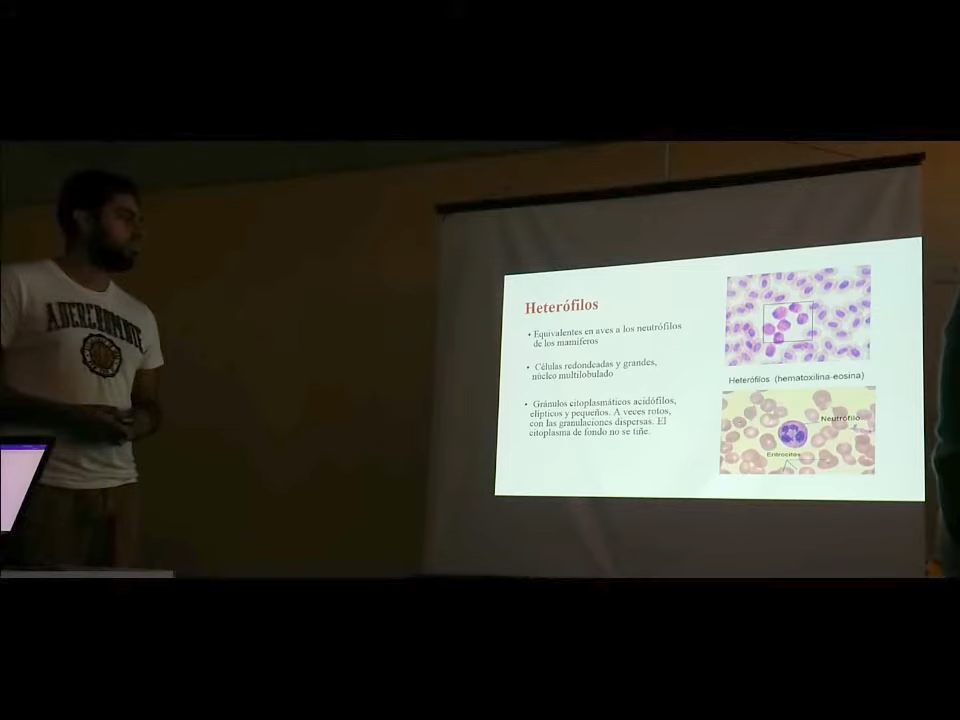 ABERCROMBIE
Heterófilos
• Equivalentes en aves a los neutrófilos
de los mamíferos
• Células redondeadas y grandes,
núcleo multilobulado
• Gránulos citoplasmáticos acidófilos,
elípticos y pequeños. A veces rotos,
con las granulaciones dispersas. El
citoplasma de fondo no se tiñe.
Heterófilos (hematoxilina-eosina)
Neutrófilo
Eritrocitos